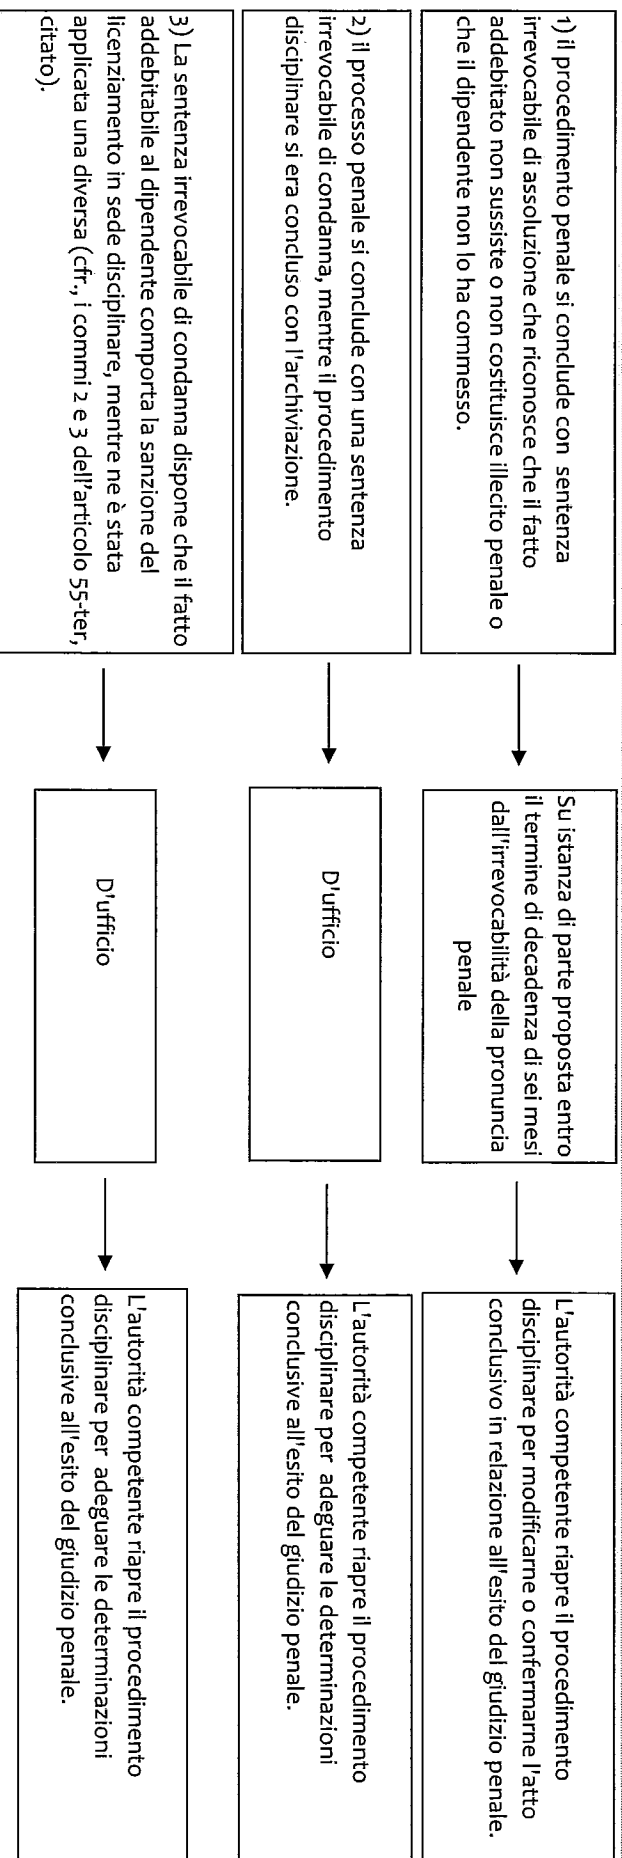 1) il procedimento penale si conclude con sentenza
irrevocabile di assoluzione che riconosce che il fatto
addebitato non sussiste o non costituisce illecito penale o
che il dipendente non lo ha commesso.
Su istanza di parte proposta entro
il termine di decadenza di sei mesi
dall'irrevocabilità della pronuncia
penale
L'autorità competente riapre il procedimento
disciplinare per modificarne o confermarne l'atto
conclusivo in relazione all'esito del giudizio penale.
2) il processo penale si conclude con una sentenza
irrevocabile di condanna, mentre il procedimento
disciplinare si era concluso con l'archiviazione.
D'ufficio
L'autorità competente riapre il procedimento
disciplinare per adeguare le determinazioni
conclusive all'esito del giudizio penale.
3) La sentenza irrevocabile di condanna dispone che il fatto
addebitabile al dipendente comporta la sanzione del
licenziamento in sede disciplinare, mentre ne è stata
applicata una diversa (cfr., i commi 2 e 3 dell'articolo 55-ter,
citato).
D'ufficio
L'autorità competente riapre il procedimento
disciplinare per adeguare le determinazioni
conclusive all'esito del giudizio penale.